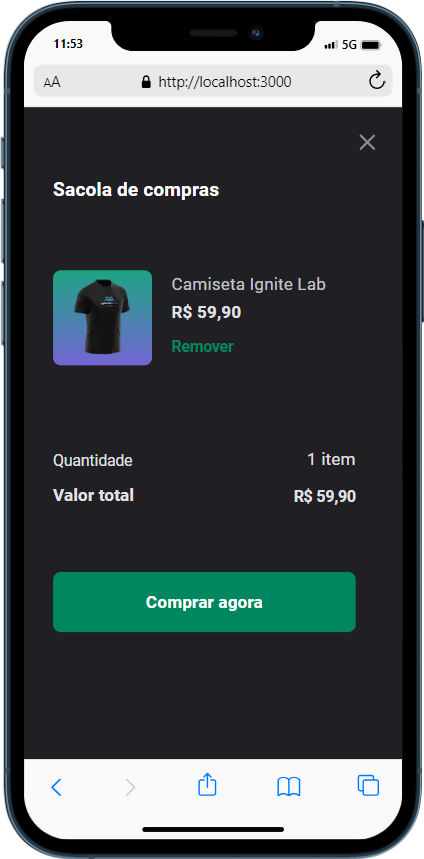 11:53
5G
AA
http://localhost:3000
Sacola de compras
Camiseta Ignite Lab
R$ 59,90
Remover
Quantidade
1 item
Valor total
R$ 59,90
Comprar agora